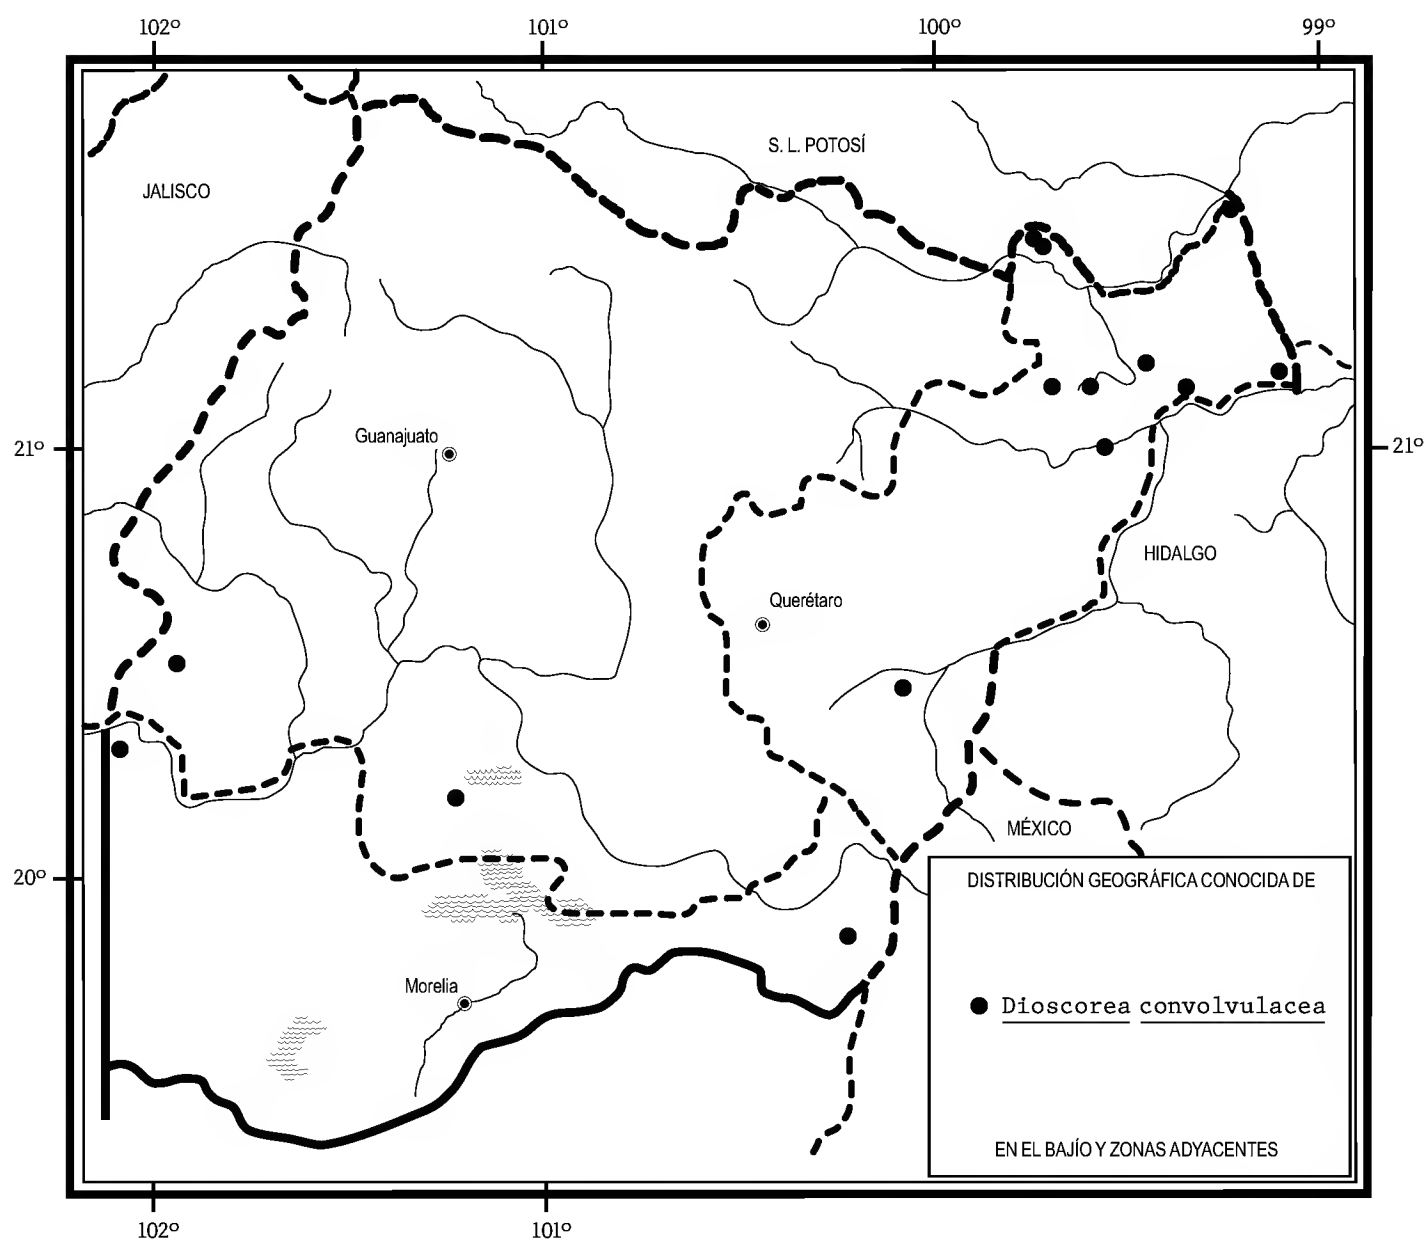 102º 101º 100º 99º
S. L. POTOSÍ
JALISCO
Guanajuato
21º 21º
HIDALGO
Querétaro
MÉXICO
20º
DISTRIBUCIÓN GEOGRÁFICA CONOCIDA DE
Morelia
Dioscorea convolvulacea
EN EL BAJÍO Y ZONAS ADYACENTES
102º 101º